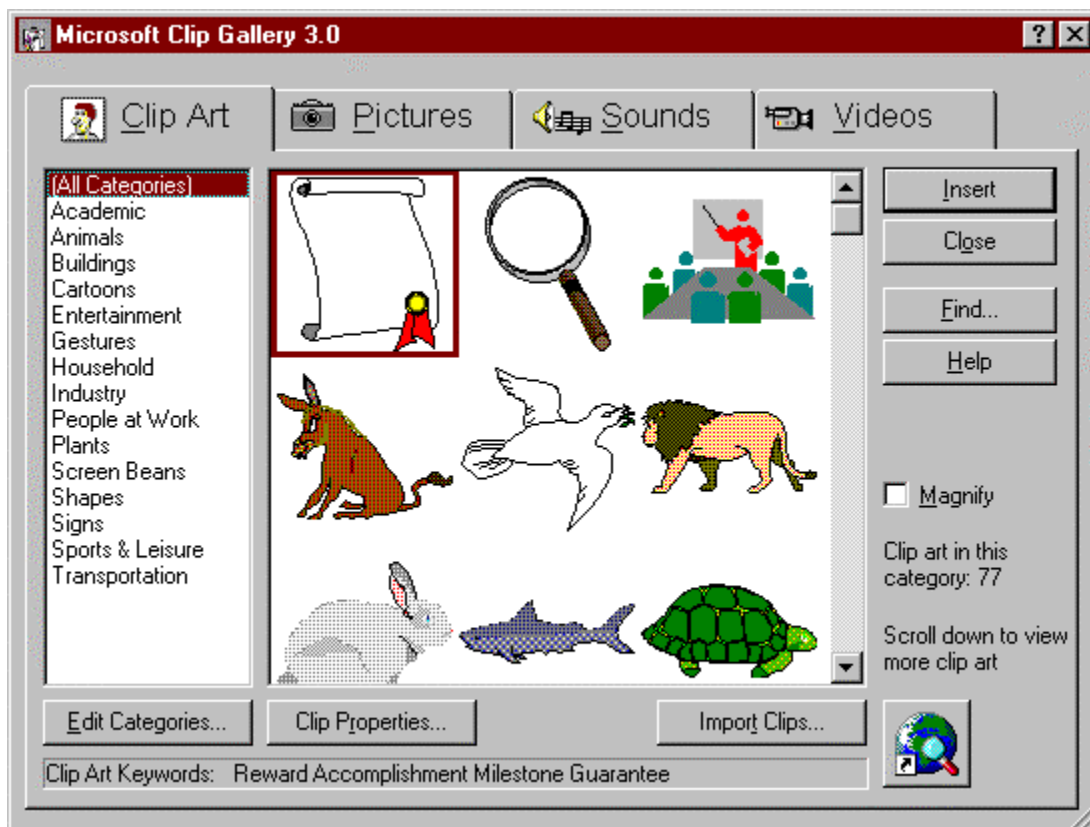 Microsoft Clip Gallery 3.0
Clip Art
Pictures
Sounds
Videos
(All Categories)
Academic
Animals
Buildings
Cartoons
Entertainment
Gestures
Household
Industry
People at Work
Plants
Screen Beans
Shapes
Signs
Sports & Leisure
Transportation
Insert
Close
Find...
Help
Magnify
Clip art in this
category: 77
Scroll down to view
more clip art
Edit Categories...
Clip Properties...
Import Clips...
Clip Art Keywords: Reward Accomplishment Milestone Guarantee